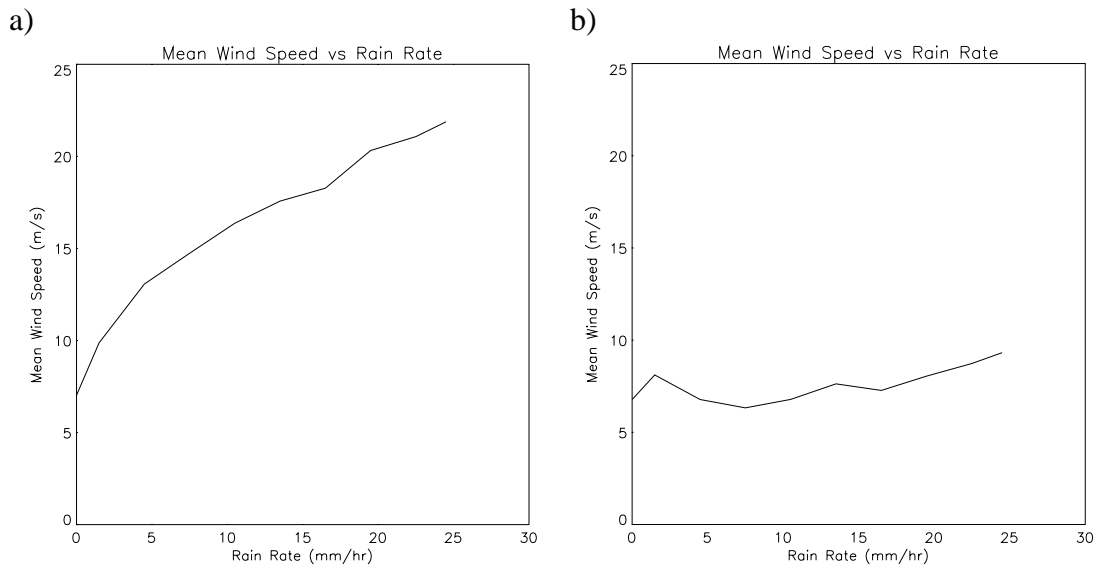 a)
Mean Wind Speed vs Rain Rate
25
20
15
10
5
0
Mean Wind Speed (m/s)
0 5 10 15 20 25 30
Rain Rate (mm/hr)
b)
Mean Wind Speed vs Rain Rate
25
20
15
10
5
0
Mean Wind Speed (m/s)
0 5 10 15 20 25 30
Rain Rate (mm/hr)